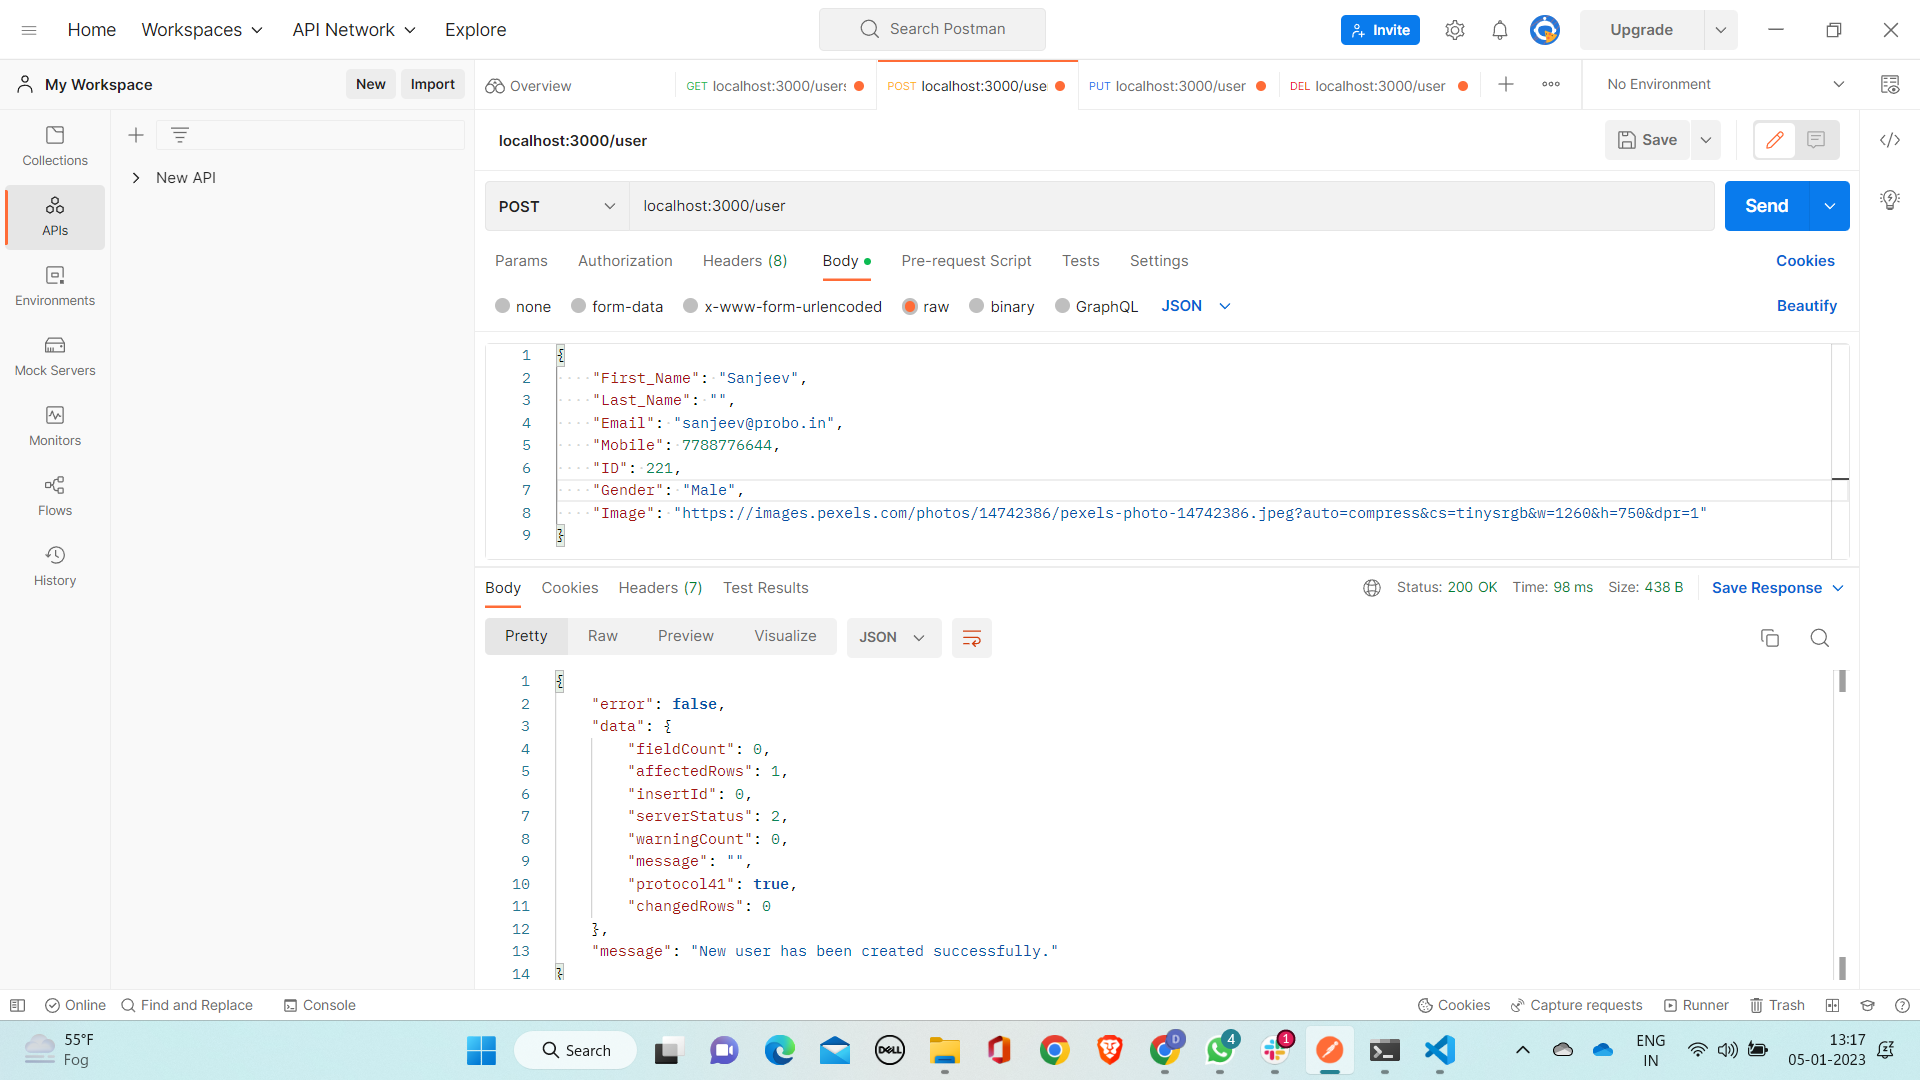 Home Workspaces API Network Explore Search Postman Invite Upgrade
My Workspace New Import Overview GET localhost:3000/users POST localhost:3000/use PUT localhost:3000/user DEL localhost:3000/user No Environment
Collections
APIs
Environments
Mock Servers
Monitors
Flows
History
New API
localhost:3000/user Save
POST localhost:3000/user Send
Params Authorization Headers (8) Body Pre-request Script Tests Settings Cookies
none form-data x-www-form-urlencoded raw binary GraphQL JSON Beautify
1 {
2 "First_Name": "Sanjeev",
3 "Last_Name": "",
4 "Email": "sanjeev@probo.in",
5 "Mobile": 7788776644,
6 "ID": 221,
7 "Gender": "Male",
8 "Image": "https://images.pexels.com/photos/14742386/pexels-photo-14742386.jpeg?auto=compress&cs=tinysrgb&w=1260&h=750&dpr=1"
9 }
Body Cookies Headers (7) Test Results Status: 200 OK Time: 98 ms Size: 438 B Save Response
Pretty Raw Preview Visualize JSON
1 {
2 "error": false,
3 "data": {
4 "fieldCount": 0,
5 "affectedRows": 1,
6 "insertId": 0,
7 "serverStatus": 2,
8 "warningCount": 0,
9 "message": "",
10 "protocol41": true,
11 "changedRows": 0
12 },
13 "message": "New user has been created successfully."
14 }
Online Find and Replace Console Cookies Capture requests Runner Trash
55°F
Fog
Search
DELL
D
4
1
ENG
IN
13:17
05-01-2023